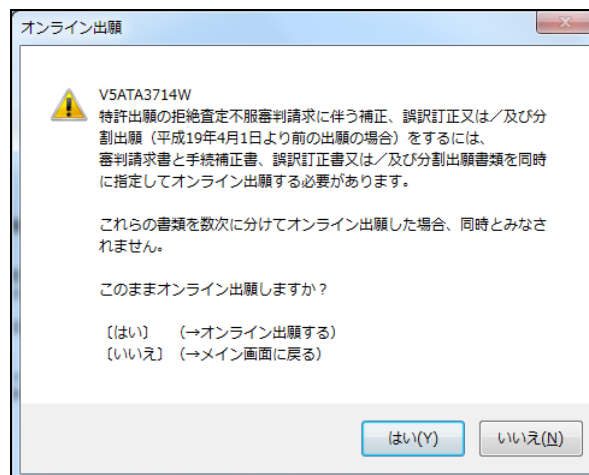 オンライン出願
V5ATA3714W
特許出願の拒絶査定不服審判請求に伴う補正、誤訳訂正又は／及び分
割出願（平成19年4月1日より前の出願の場合）をするには、
審判請求書と手続補正書、誤訳訂正書又は／及び分割出願書類を同時
に指定してオンライン出願する必要があります。
これらの書類を数次に分けてオンライン出願した場合、同時とみなさ
れません。
このままオンライン出願しますか？
〔はい〕　（→オンライン出願する）
〔いいえ〕（→メイン画面に戻る）
はい(Y)　いいえ(N)